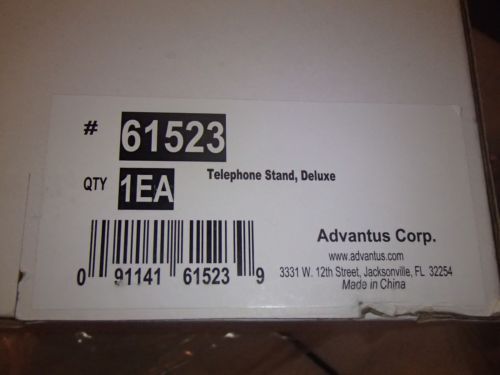 # 61523
Telephone Stand, Deluxe
QTY 1EA
Advantus Corp.
www.advantus.com
3331 W. 12th Street, Jacksonville, FL 32254
Made in China
0 91141 61523 9